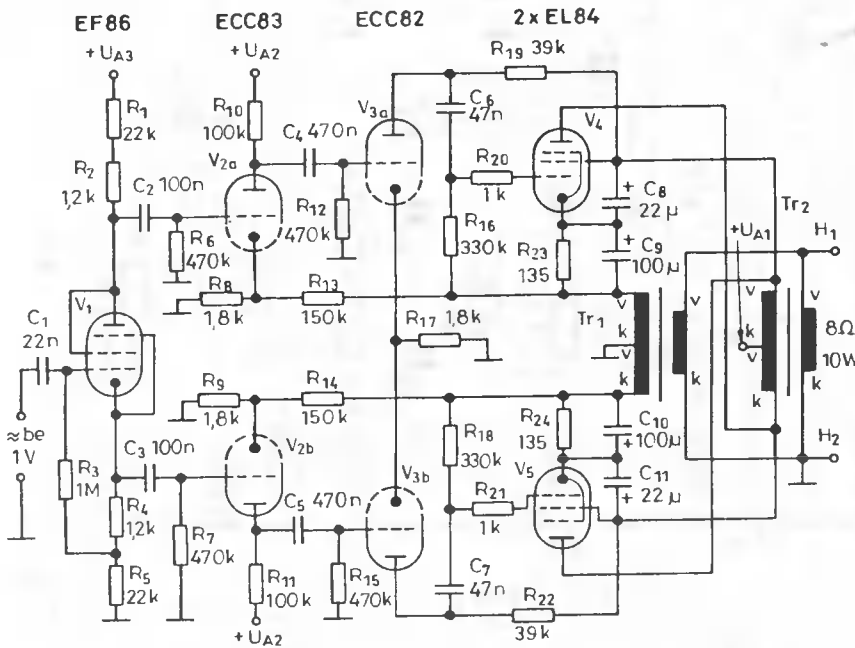 EF86 ECC83 ECC82 2xEL84
+UA3
+UA2
R1
22k
R2
1,2k
C2 100n
R6
470k
R10
100k
V2a
C4 470n
R12
470k
V3a
R8
1,8k
R13
150k
R19 39k
C6
47n
R20
1k
R16
330k
V4
R23
135
+ C8
22µ
+ C9
100µ
Tr2
+UA1
H1
V1
C1
22n
≈be
1V
R3
1M
C3 100n
R4
1,2k
R5
22k
R7
470k
R9
1,8k
R14
150k
V2b
R11
100k
+UA2
C5 470n
R15
470k
R17 1,8k
V3b
R18
330k
R21
1k
C7
47n
R22
39k
R24
135
V5
C10
+ 100µ
C11
+ 22µ
Tr1
v
k
v
k
v
k
v
k
v
k
v
k
8Ω
10W
H2